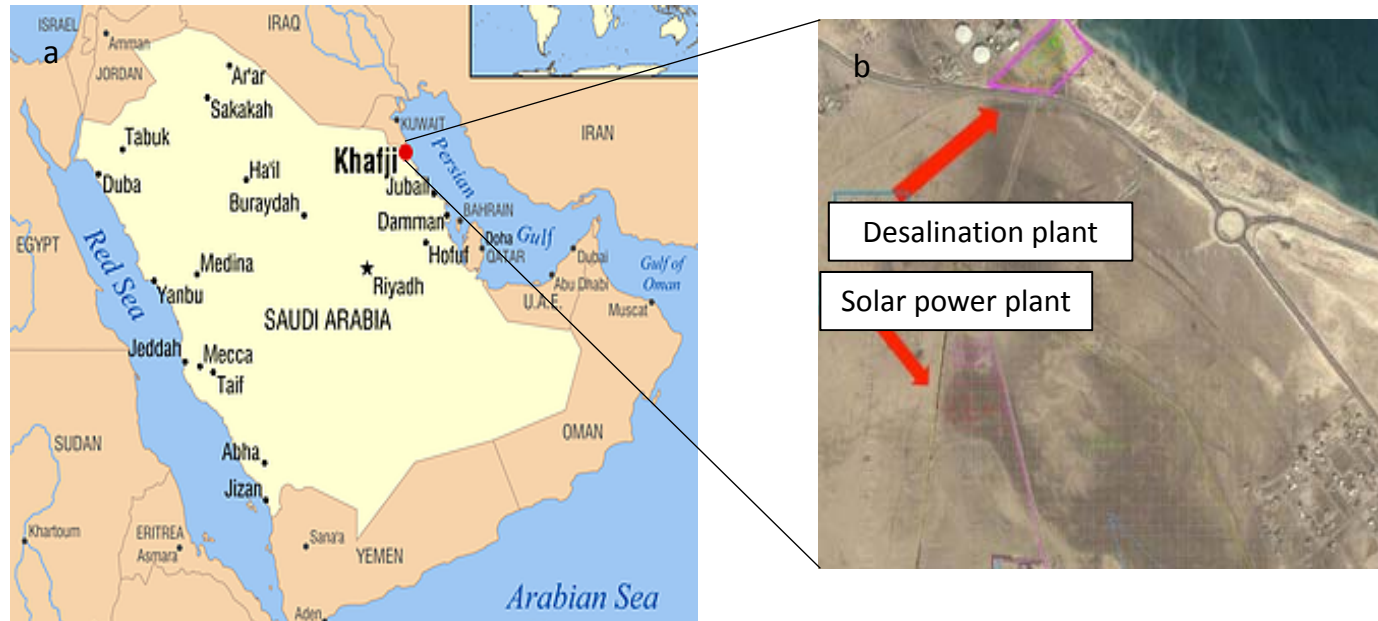 a
ISRAEL
Amman
JORDAN
IRAQ
Ar'ar
Sakakah
KUWAIT
IRAN
Tabuk
Khafji
Persian
Gulf
Duba
Ha'il
Jubail
Buraydah
Damman
BAHRAIN
Hofuf
Doha
QATAR
Dubai
Gulf of
Oman
Abu Dhabi
U.A.E.
Muscat
EGYPT
Red Sea
Medina
Yanbu
Riyadh
SAUDI ARABIA
Jeddah
Mecca
Taif
SUDAN
OMAN
Abha
Jizan
Khartoum
ERITREA
Asmara
Sana'a
YEMEN
Aden
Arabian Sea
b
Desalination plant
Solar power plant